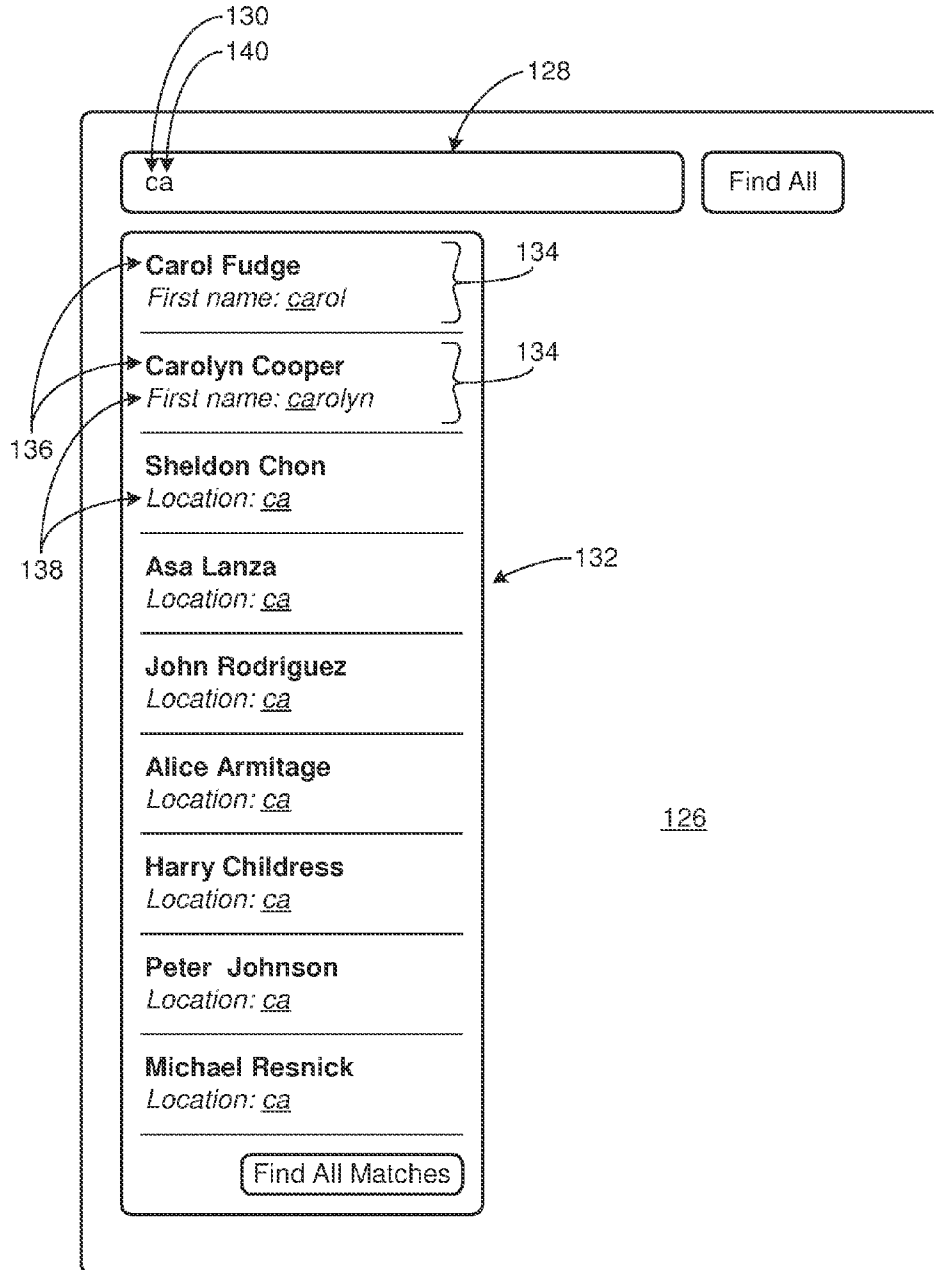 130
140
128
ca
Find All
Carol Fudge
First name: carol
134
Carolyn Cooper
First name: carolyn
134
136
Sheldon Chon
Location: ca
138
132
Asa Lanza
Location: ca
John Rodriguez
Location: ca
Alice Armitage
Location: ca
126
Harry Childress
Location: ca
Peter  Johnson
Location: ca
Michael Resnick
Location: ca
Find All Matches